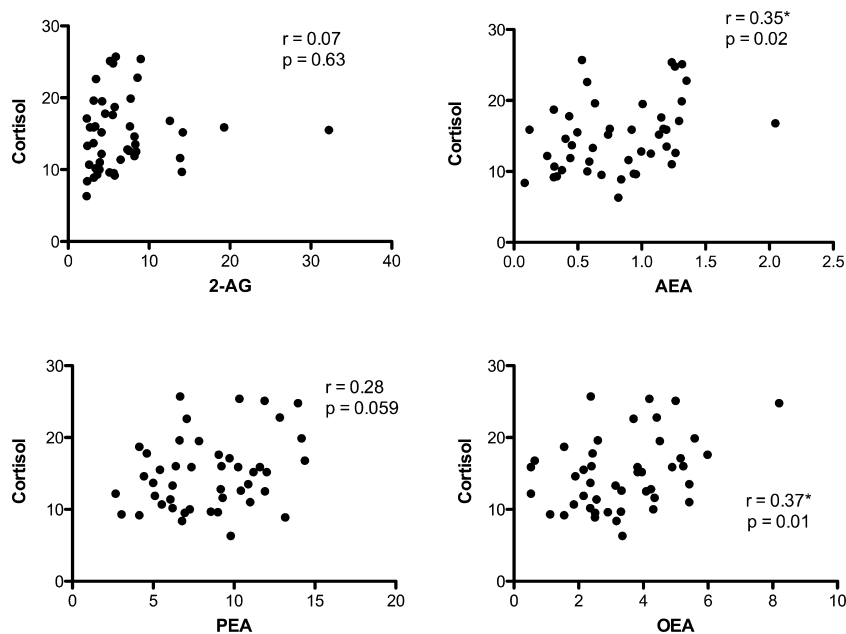 30
20
10
0
Cortisol
r = 0.07
p = 0.63
0 10 20 30 40
2-AG
30
20
10
0
Cortisol
r = 0.35*
p = 0.02
0.0 0.5 1.0 1.5 2.0 2.5
AEA
30
20
10
0
Cortisol
r = 0.28
p = 0.059
0 5 10 15 20
PEA
30
20
10
0
Cortisol
r = 0.37*
p = 0.01
0 2 4 6 8 10
OEA